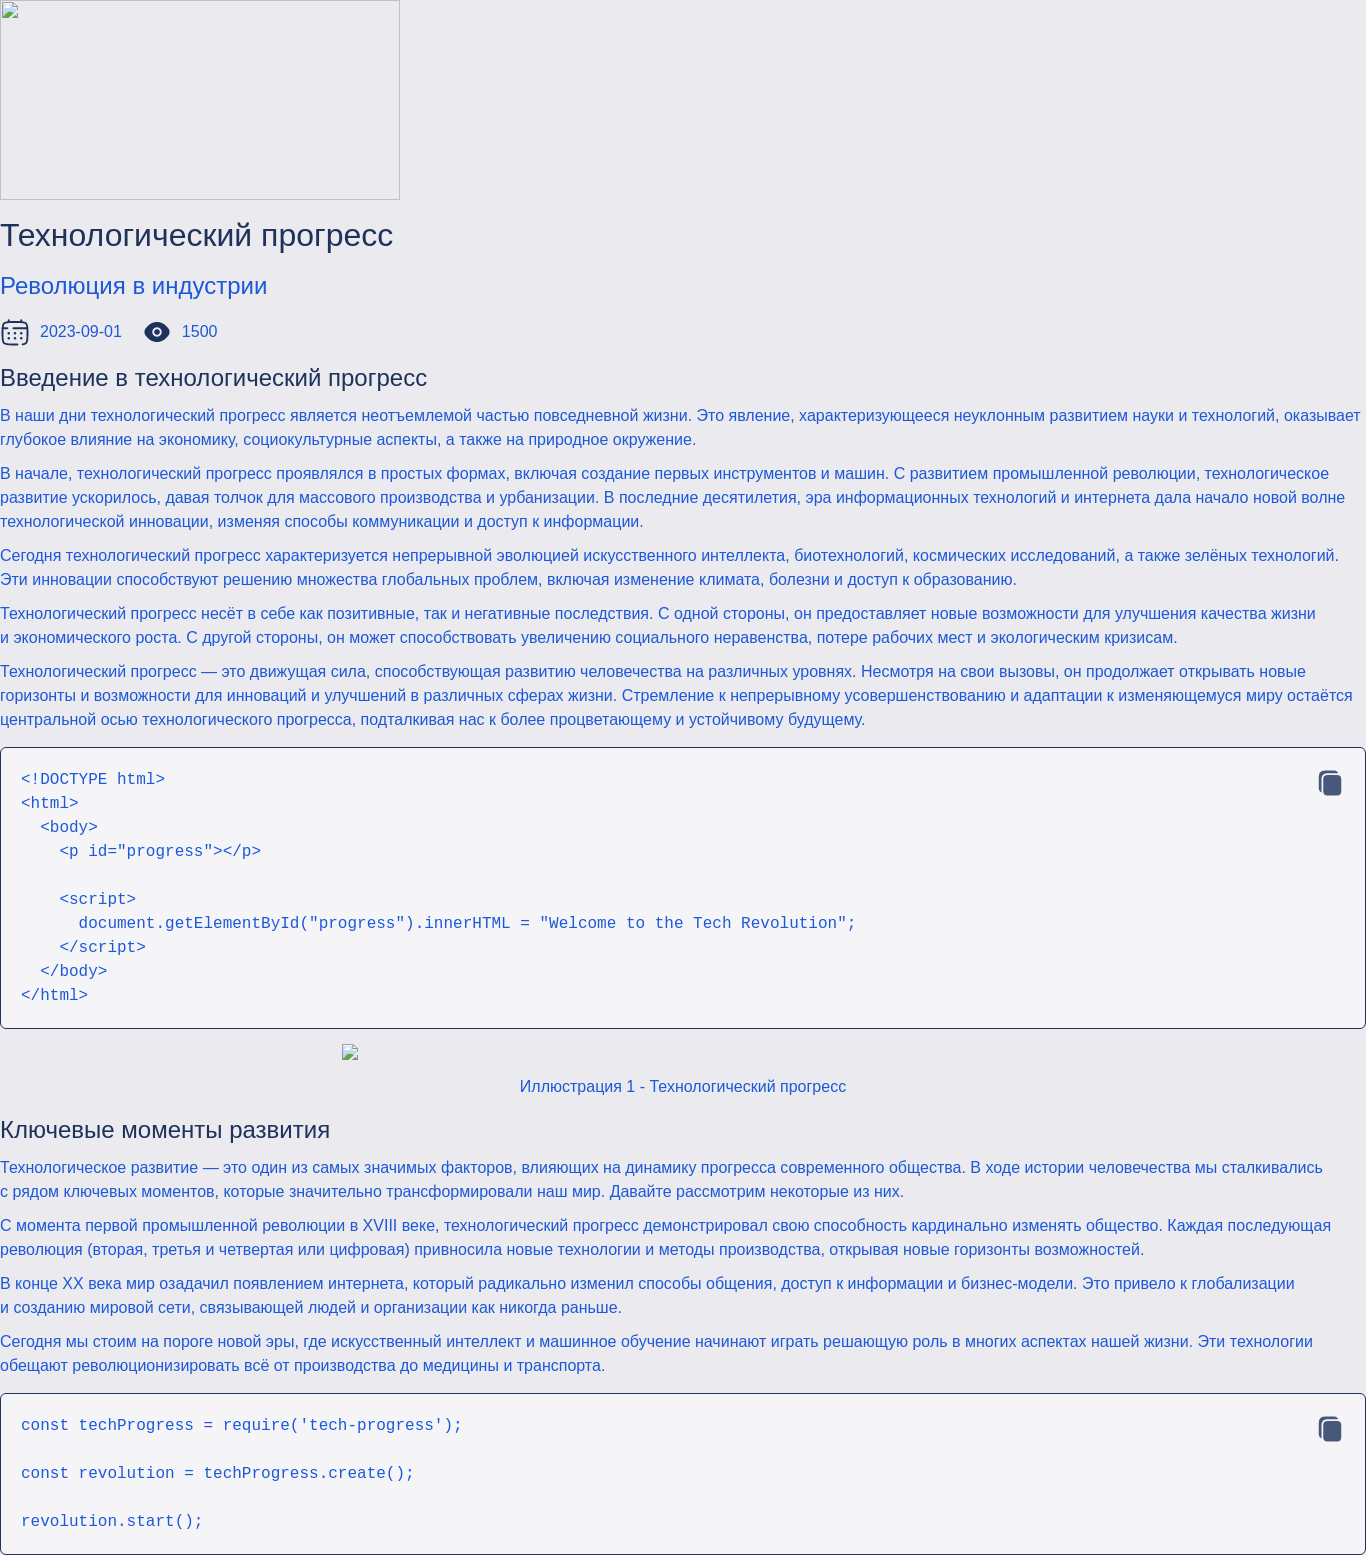 Технологический прогресс
Революция в индустрии
2023-09-01 1500
Введение в технологический прогресс
В наши дни технологический прогресс является неотъемлемой частью повседневной жизни. Это явление, характеризующееся неуклонным развитием науки и технологий, оказывает
глубокое влияние на экономику, социокультурные аспекты, а также на природное окружение.
В начале, технологический прогресс проявлялся в простых формах, включая создание первых инструментов и машин. С развитием промышленной революции, технологическое
развитие ускорилось, давая толчок для массового производства и урбанизации. В последние десятилетия, эра информационных технологий и интернета дала начало новой волне
технологической инновации, изменяя способы коммуникации и доступ к информации.
Сегодня технологический прогресс характеризуется непрерывной эволюцией искусственного интеллекта, биотехнологий, космических исследований, а также зелёных технологий.
Эти инновации способствуют решению множества глобальных проблем, включая изменение климата, болезни и доступ к образованию.
Технологический прогресс несёт в себе как позитивные, так и негативные последствия. С одной стороны, он предоставляет новые возможности для улучшения качества жизни
и экономического роста. С другой стороны, он может способствовать увеличению социального неравенства, потере рабочих мест и экологическим кризисам.
Технологический прогресс — это движущая сила, способствующая развитию человечества на различных уровнях. Несмотря на свои вызовы, он продолжает открывать новые
горизонты и возможности для инноваций и улучшений в различных сферах жизни. Стремление к непрерывному усовершенствованию и адаптации к изменяющемуся миру остаётся
центральной осью технологического прогресса, подталкивая нас к более процветающему и устойчивому будущему.
<!DOCTYPE html>
<html>
  <body>
    <p id="progress"></p>

    <script>
      document.getElementById("progress").innerHTML = "Welcome to the Tech Revolution";
    </script>
  </body>
</html>
Иллюстрация 1 - Технологический прогресс
Ключевые моменты развития
Технологическое развитие — это один из самых значимых факторов, влияющих на динамику прогресса современного общества. В ходе истории человечества мы сталкивались
с рядом ключевых моментов, которые значительно трансформировали наш мир. Давайте рассмотрим некоторые из них.
С момента первой промышленной революции в XVIII веке, технологический прогресс демонстрировал свою способность кардинально изменять общество. Каждая последующая
революция (вторая, третья и четвертая или цифровая) привносила новые технологии и методы производства, открывая новые горизонты возможностей.
В конце XX века мир озадачил появлением интернета, который радикально изменил способы общения, доступ к информации и бизнес-модели. Это привело к глобализации
и созданию мировой сети, связывающей людей и организации как никогда раньше.
Сегодня мы стоим на пороге новой эры, где искусственный интеллект и машинное обучение начинают играть решающую роль в многих аспектах нашей жизни. Эти технологии
обещают революционизировать всё от производства до медицины и транспорта.
const techProgress = require('tech-progress');

const revolution = techProgress.create();

revolution.start();